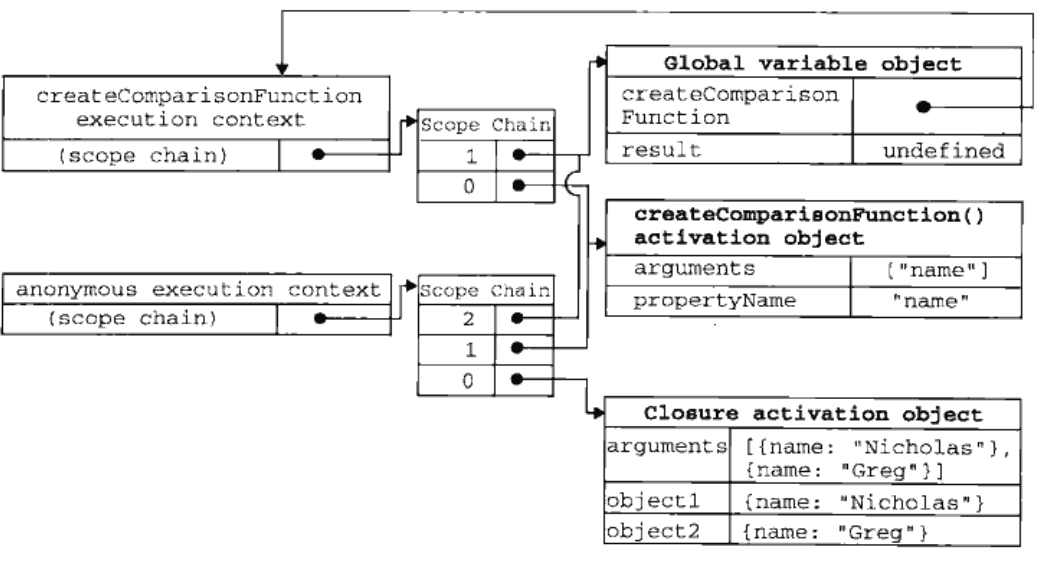 createComparisonFunction
execution context
(scope chain)
Scope Chain
1
0
Global variable object
createComparison
Function
result undefined
createComparisonFunction()
activation object
arguments ["name"]
propertyName "name"
anonymous execution context
(scope chain)
Scope Chain
2
1
0
Closure activation object
arguments [{name: "Nicholas"},
{name: "Greg"}]
object1 {name: "Nicholas"}
object2 {name: "Greg"}